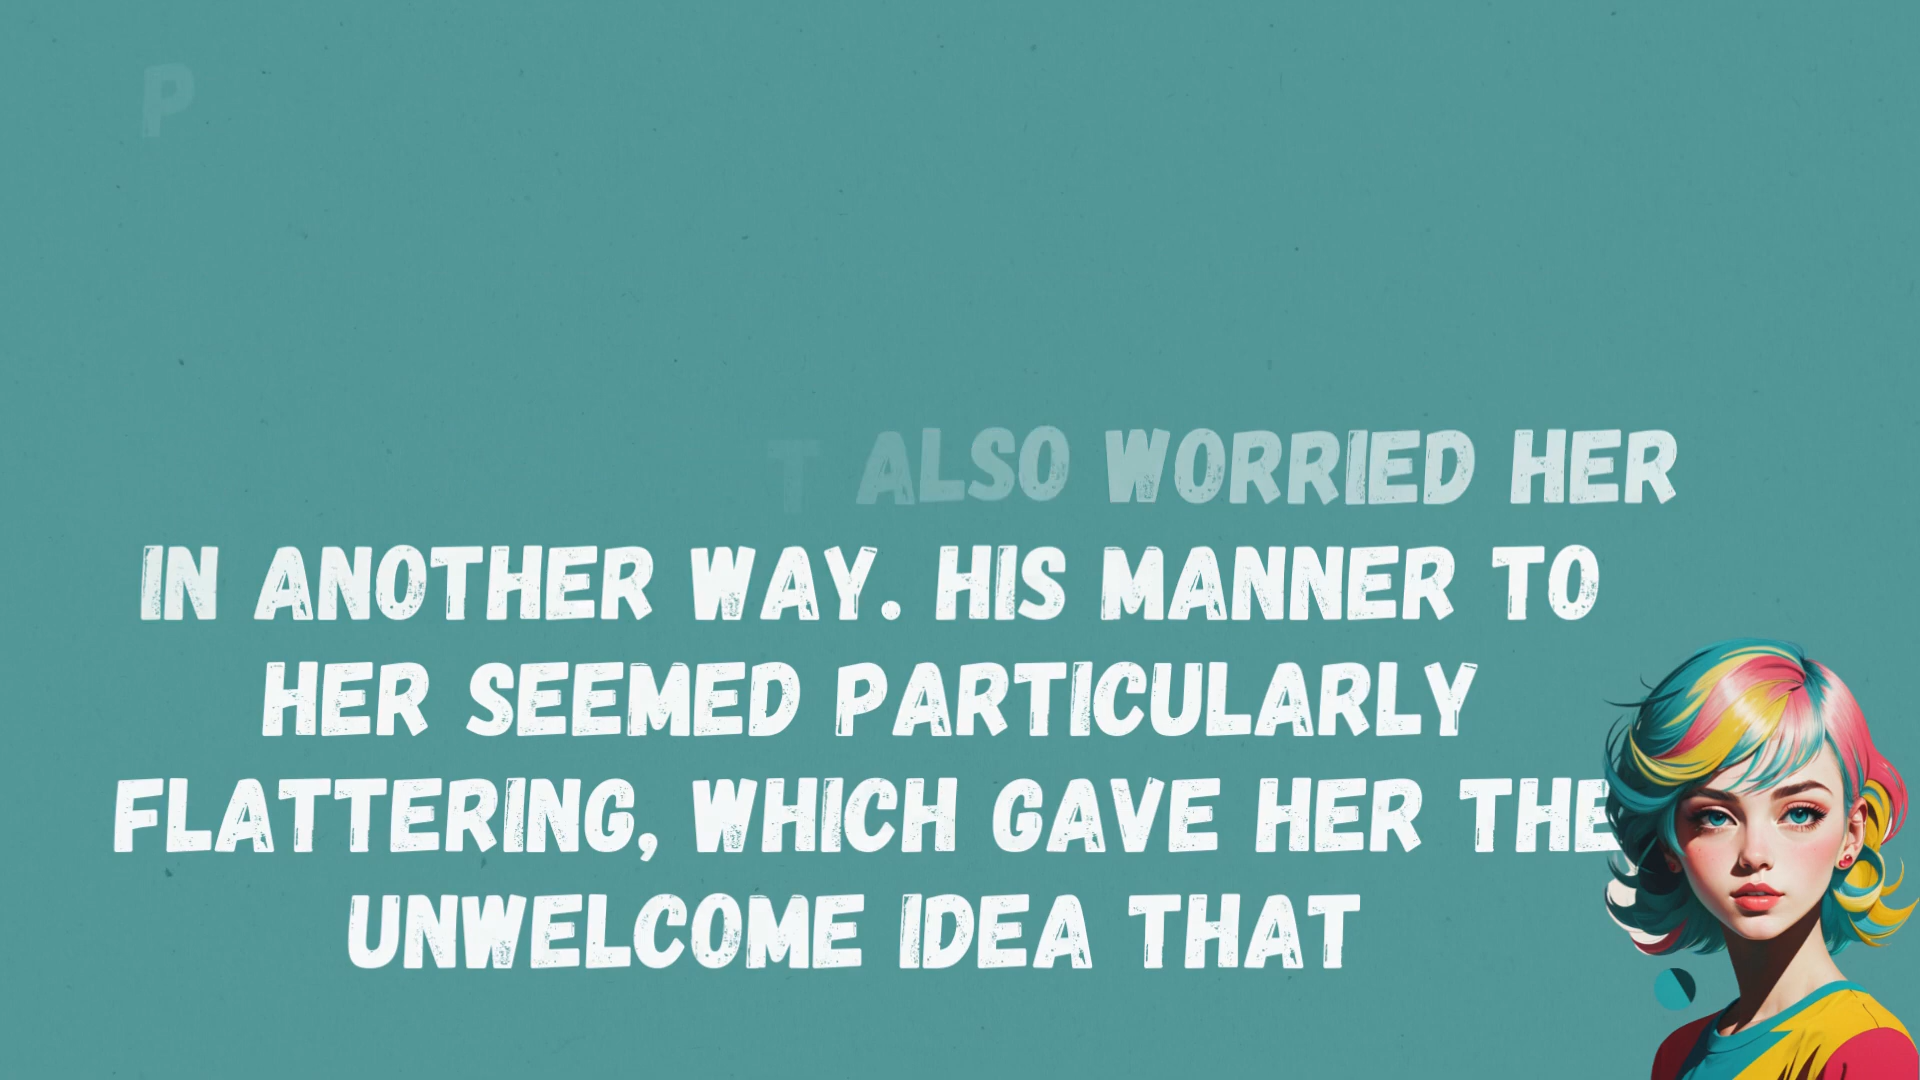 P
T ALSO WORRIED HER
IN ANOTHER WAY. HIS MANNER TO
HER SEEMED PARTICULARLY
FLATTERING, WHICH GAVE HER THE
UNWELCOME IDEA THAT